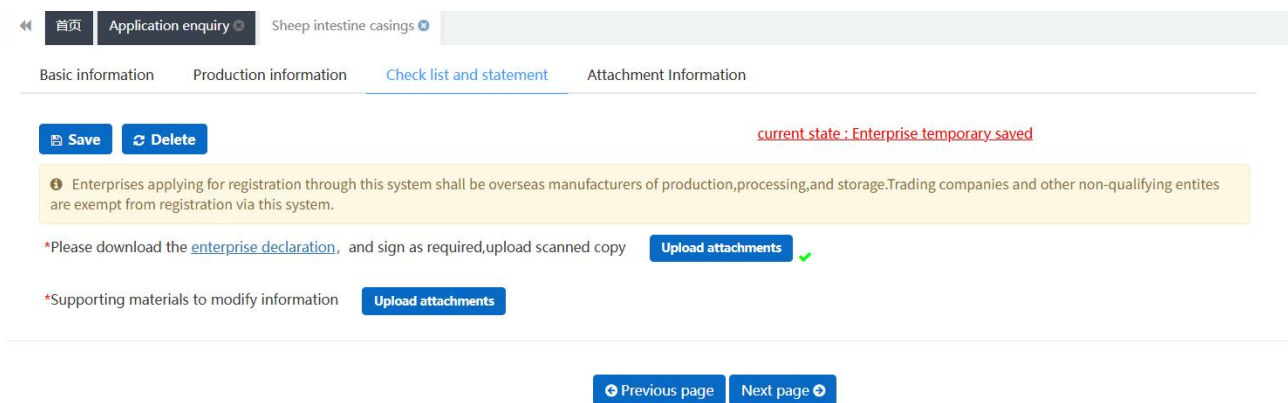 首页 Application enquiry Sheep intestine casings
Basic information Production information Check list and statement Attachment Information
Save Delete current state : Enterprise temporary saved
Enterprises applying for registration through this system shall be overseas manufacturers of production,processing,and storage.Trading companies and other non-qualifying entites
are exempt from registration via this system.
*Please download the enterprise declaration，and sign as required,upload scanned copy Upload attachments
*Supporting materials to modify information Upload attachments
Previous page Next page